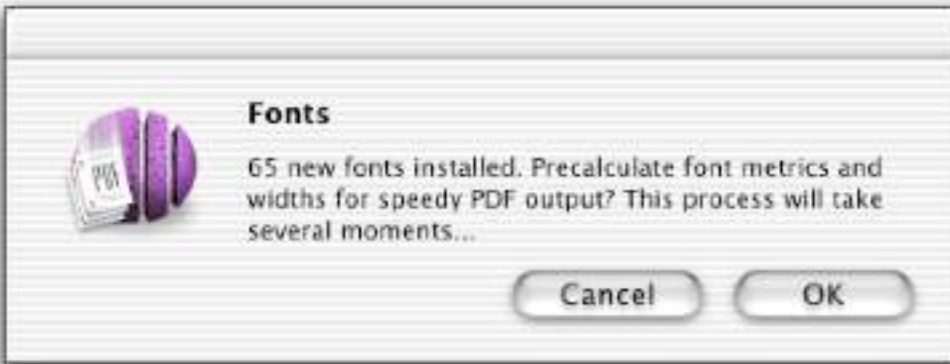 Fonts
65 new fonts installed. Precalculate font metrics and
widths for speedy PDF output? This process will take
several moments...
Cancel OK